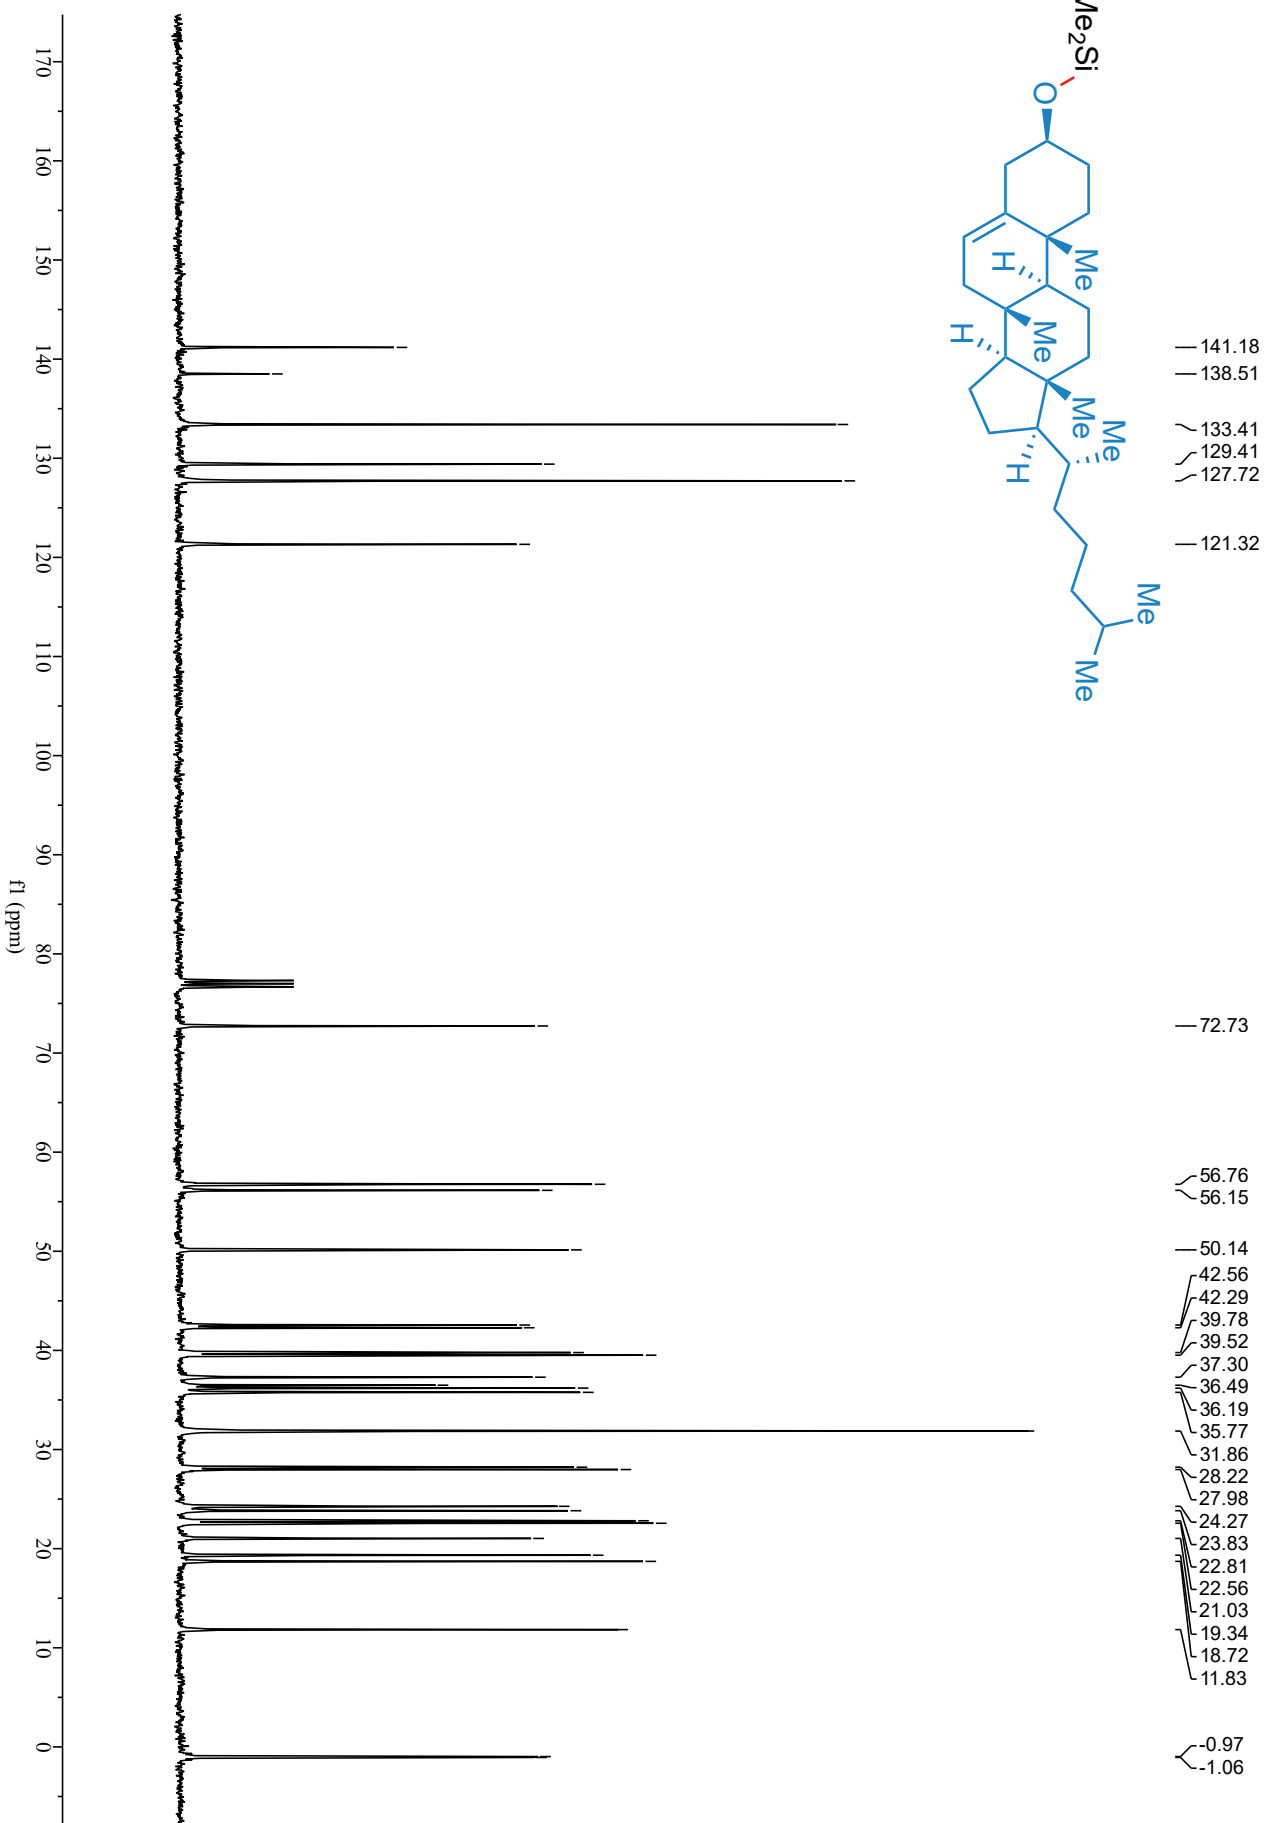 Me₂Si
O
Me
H
Me
H
Me
Me
H
Me
Me
141.18
138.51
133.41
129.41
127.72
121.32
72.73
56.76
56.15
50.14
42.56
42.29
39.78
39.52
37.30
36.49
36.19
35.77
31.86
28.22
27.98
24.27
23.83
22.81
22.56
21.03
19.34
18.72
11.83
-0.97
-1.06
170 160 150 140 130 120 110 100 90 80 70 60 50 40 30 20 10 0
f1 (ppm)